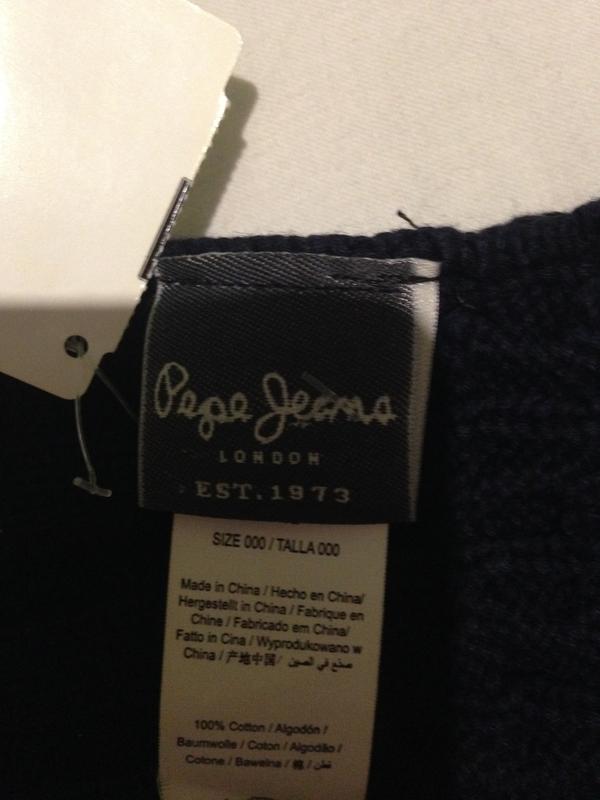 Pepe Jeans
LONDON
EST. 1973
SIZE 000 / TALLA 000
Made in China / Hecho en China/
Hergestellt in China / Fabrique en
Chine / Fabricado em China/
Fatto in Cina / Wyprodukowano w
China / 产地中国/ صنع في الصين
100% Cotton / Algodón /
Baumwolle / Coton / Algodão /
Cotone / Bawelna / 棉 / قطن